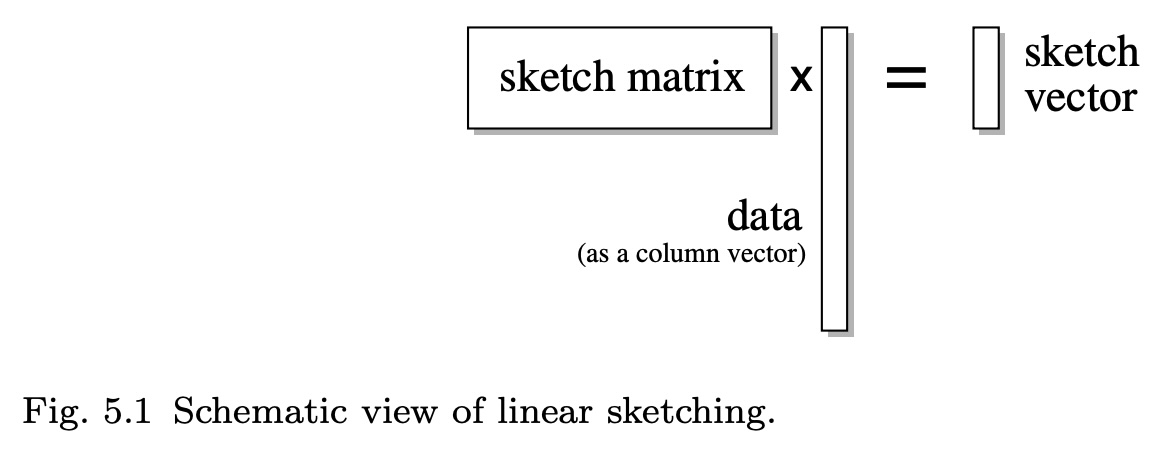 sketch matrix x = sketch
vector
data
(as a column vector)
Fig. 5.1 Schematic view of linear sketching.